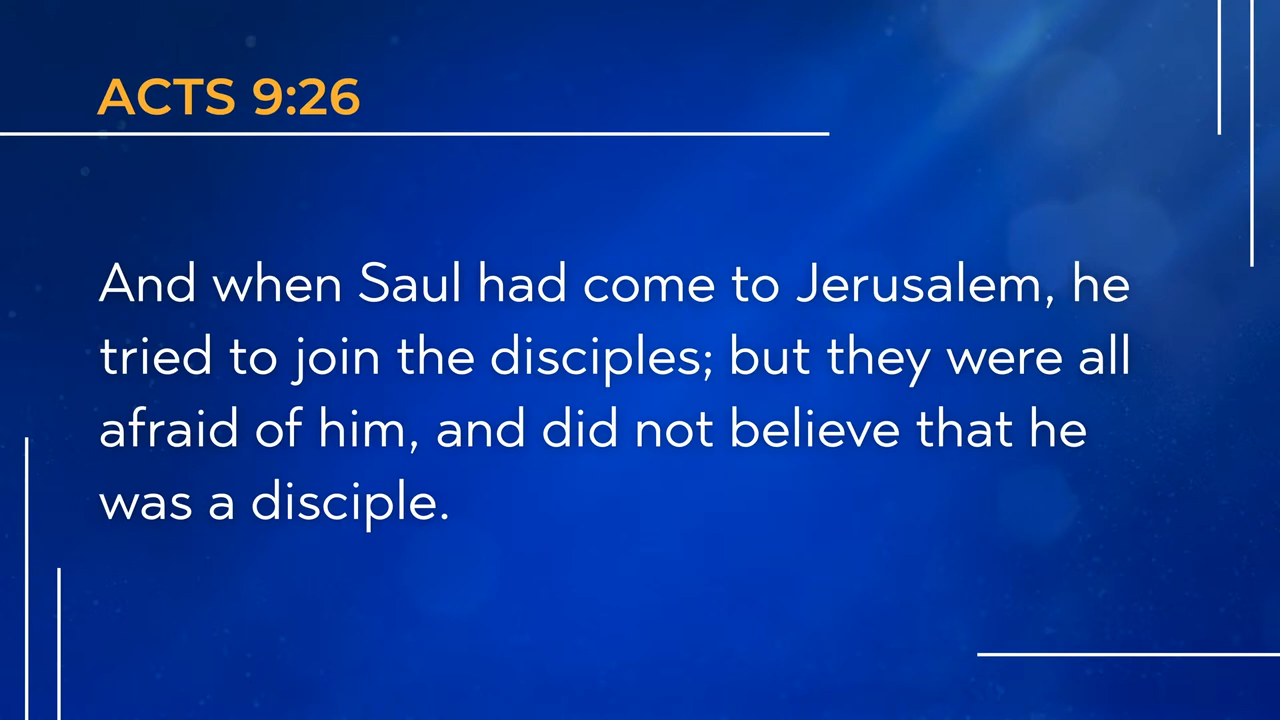 ACTS 9:26
And when Saul had come to Jerusalem, he
tried to join the disciples; but they were all
afraid of him, and did not believe that he
was a disciple.